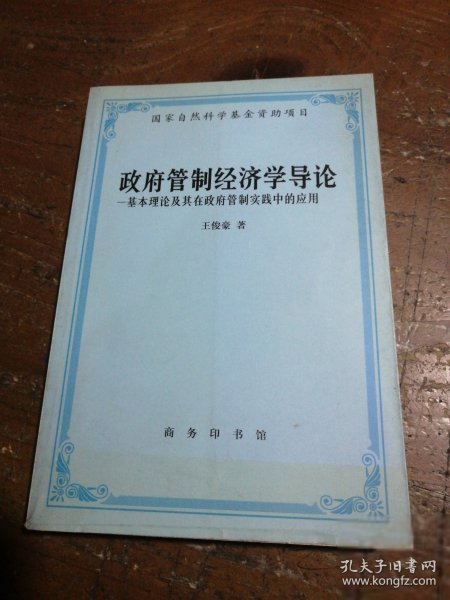 国家自然科学基金资助项目
政府管制经济学导论
—基本理论及其在政府管制实践中的应用
王俊豪 著
商务印书馆
孔夫子旧书网
www.kongfz.com